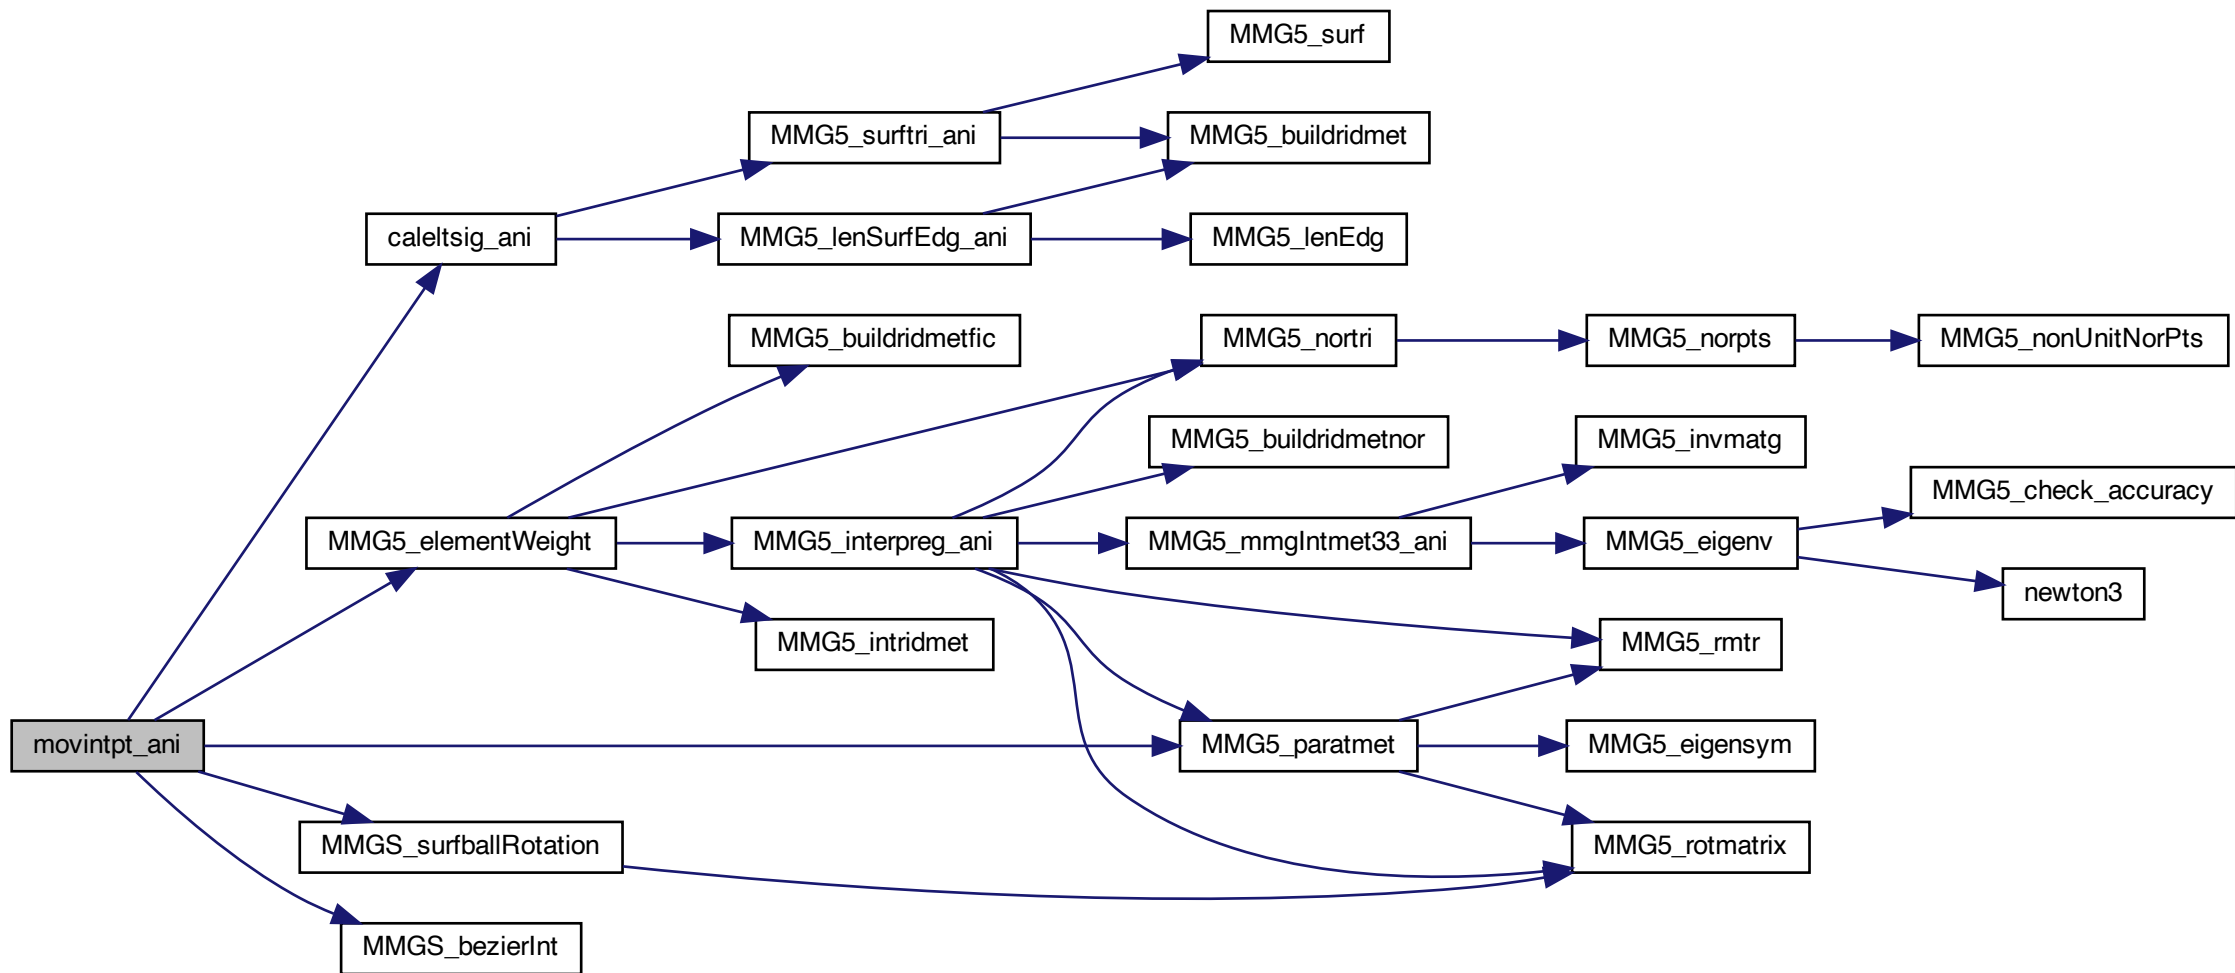 MMG5_surf
MMG5_surftri_ani
MMG5_buildridmet
caleltsig_ani
MMG5_lenSurfEdg_ani
MMG5_lenEdg
MMG5_buildridmetfic
MMG5_nortri
MMG5_norpts
MMG5_nonUnitNorPts
MMG5_buildridmetnor
MMG5_invmatg
MMG5_check_accuracy
MMG5_elementWeight
MMG5_interpreg_ani
MMG5_mmgIntmet33_ani
MMG5_eigenv
newton3
MMG5_intridmet
MMG5_rmtr
movintpt_ani
MMG5_paratmet
MMG5_eigensym
MMGS_surfballRotation
MMG5_rotmatrix
MMGS_bezierInt